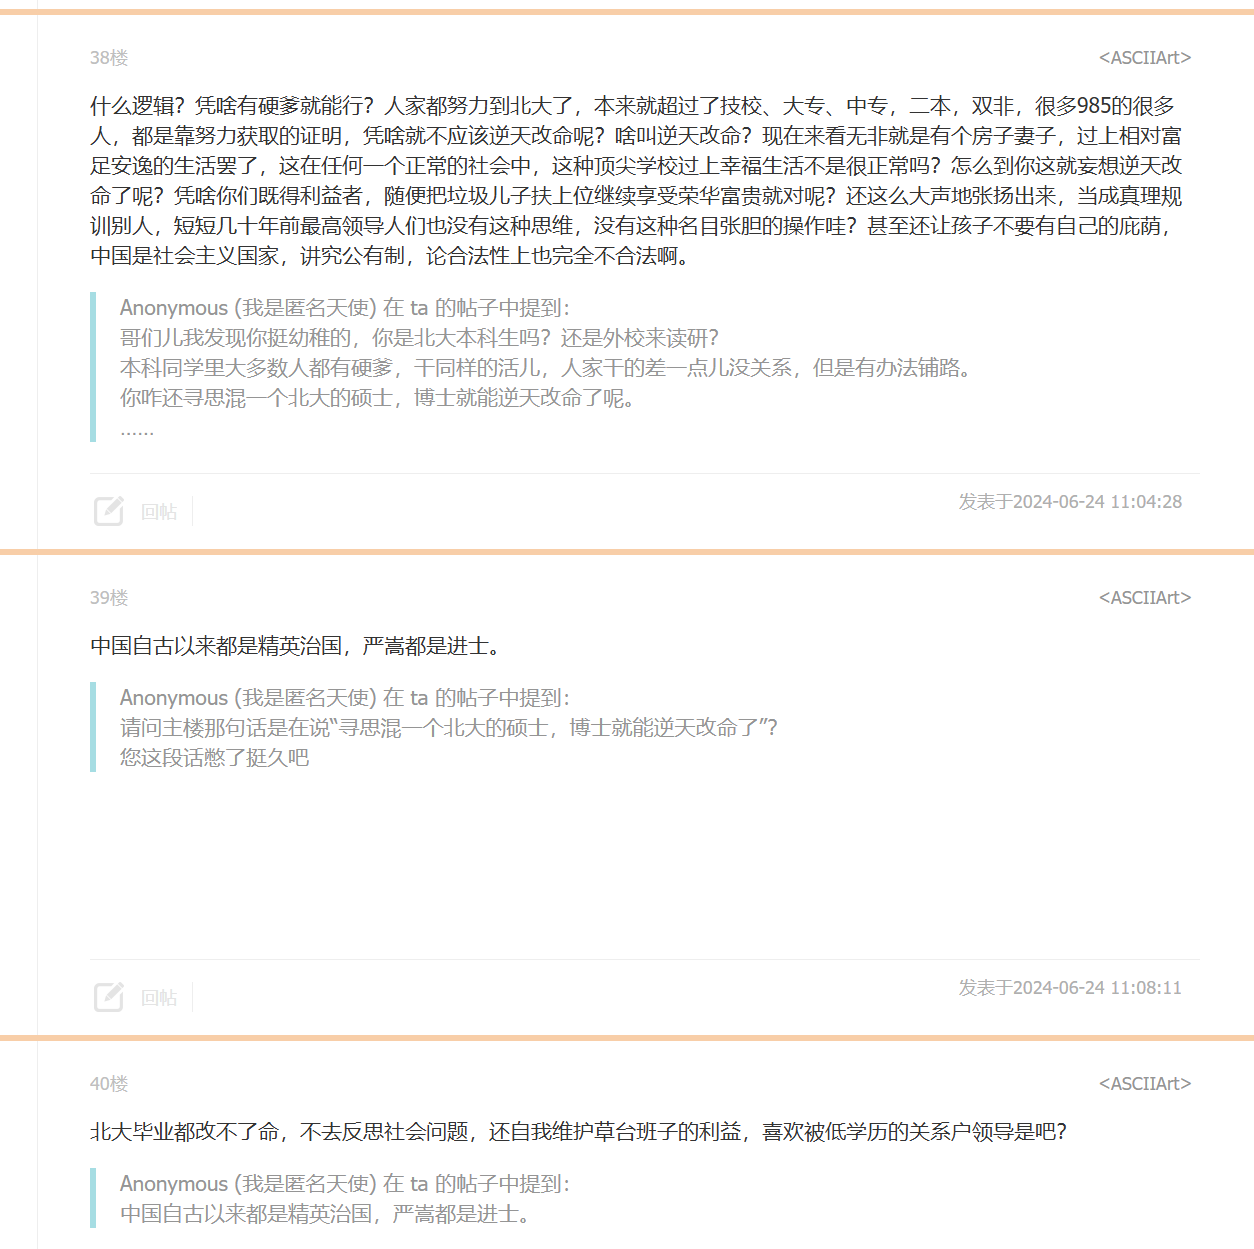 38楼
<ASCIIArt>
什么逻辑？凭啥有硬爹就能行？人家都努力到北大了，本来就超过了技校、大专、中专，二本，双非，很多985的很多
人，都是靠努力获取的证明，凭啥就不应该逆天改命呢？啥叫逆天改命？现在来看无非就是有个房子妻子，过上相对富
足安逸的生活罢了，这在任何一个正常的社会中，这种顶尖学校过上幸福生活不是很正常吗？怎么到你这就妄想逆天改
命了呢？凭啥你们既得利益者，随便把垃圾儿子扶上位继续享受荣华富贵就对呢？还这么大声地张扬出来，当成真理规
训别人，短短几十年前最高领导人们也没有这种思维，没有这种名目张胆的操作哇？甚至还让孩子不要有自己的庇荫，
中国是社会主义国家，讲究公有制，论合法性上也完全不合法啊。
Anonymous (我是匿名天使) 在 ta 的帖子中提到：
哥们儿我发现你挺幼稚的，你是北大本科生吗？还是外校来读研？
本科同学里大多数人都有硬爹，干同样的活儿，人家干的差一点儿没关系，但是有办法铺路。
你咋还寻思混一个北大的硕士，博士就能逆天改命了呢。
......
回帖
发表于2024-06-24 11:04:28
39楼
<ASCIIArt>
中国自古以来都是精英治国，严嵩都是进士。
Anonymous (我是匿名天使) 在 ta 的帖子中提到：
请问主楼那句话是在说“寻思混一个北大的硕士，博士就能逆天改命了”？
您这段话憋了挺久吧
回帖
发表于2024-06-24 11:08:11
40楼
<ASCIIArt>
北大毕业都改不了命，不去反思社会问题，还自我维护草台班子的利益，喜欢被低学历的关系户领导是吧？
Anonymous (我是匿名天使) 在 ta 的帖子中提到：
中国自古以来都是精英治国，严嵩都是进士。